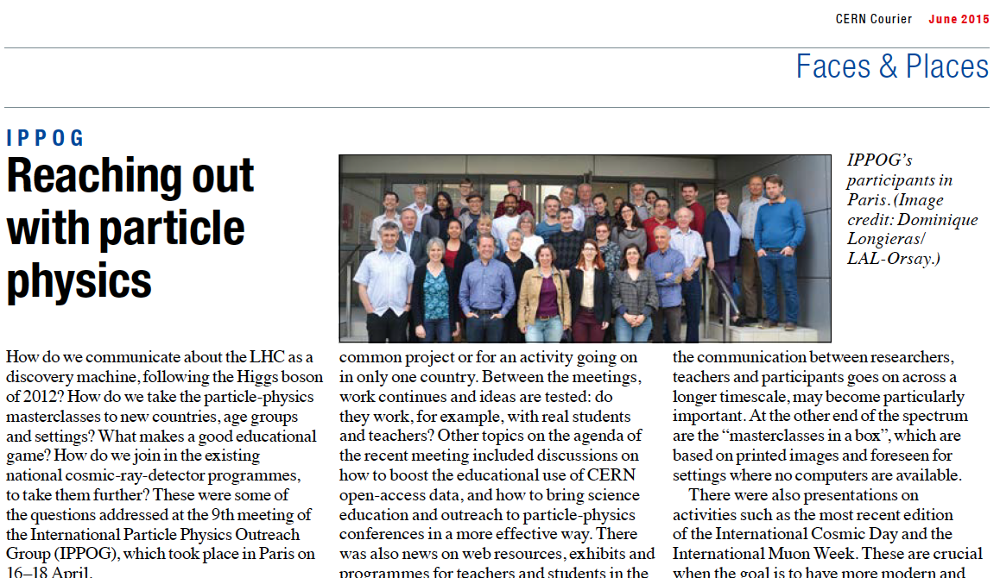 CERN Courier June 2015
Faces & Places
IPPOG
Reaching out
with particle
physics
IPPOG's
participants in
Paris. (Image
credit: Dominique
Longieras/
LAL-Orsay.)
How do we communicate about the LHC as a
discovery machine, following the Higgs boson
of 2012? How do we take the particle-physics
masterclasses to new countries, age groups
and settings? What makes a good educational
game? How do we join in the existing
national cosmic-ray-detector programmes,
to take them further? These were some of
the questions addressed at the 9th meeting of
the International Particle Physics Outreach
Group (IPPOG), which took place in Paris on
16–18 April.
common project or for an activity going on
in only one country. Between the meetings,
work continues and ideas are tested: do
they work, for example, with real students
and teachers? Other topics on the agenda of
the recent meeting included discussions on
how to boost the educational use of CERN
open-access data, and how to bring science
education and outreach to particle-physics
conferences in a more effective way. There
was also news on web resources, exhibits and
programmes for teachers and students in the
the communication between researchers,
teachers and participants goes on across a
longer timescale, may become particularly
important. At the other end of the spectrum
are the “masterclasses in a box”, which are
based on printed images and foreseen for
settings where no computers are available.
There were also presentations on
activities such as the most recent edition
of the International Cosmic Day and the
International Muon Week. These are crucial
when the goal is to have more modern and